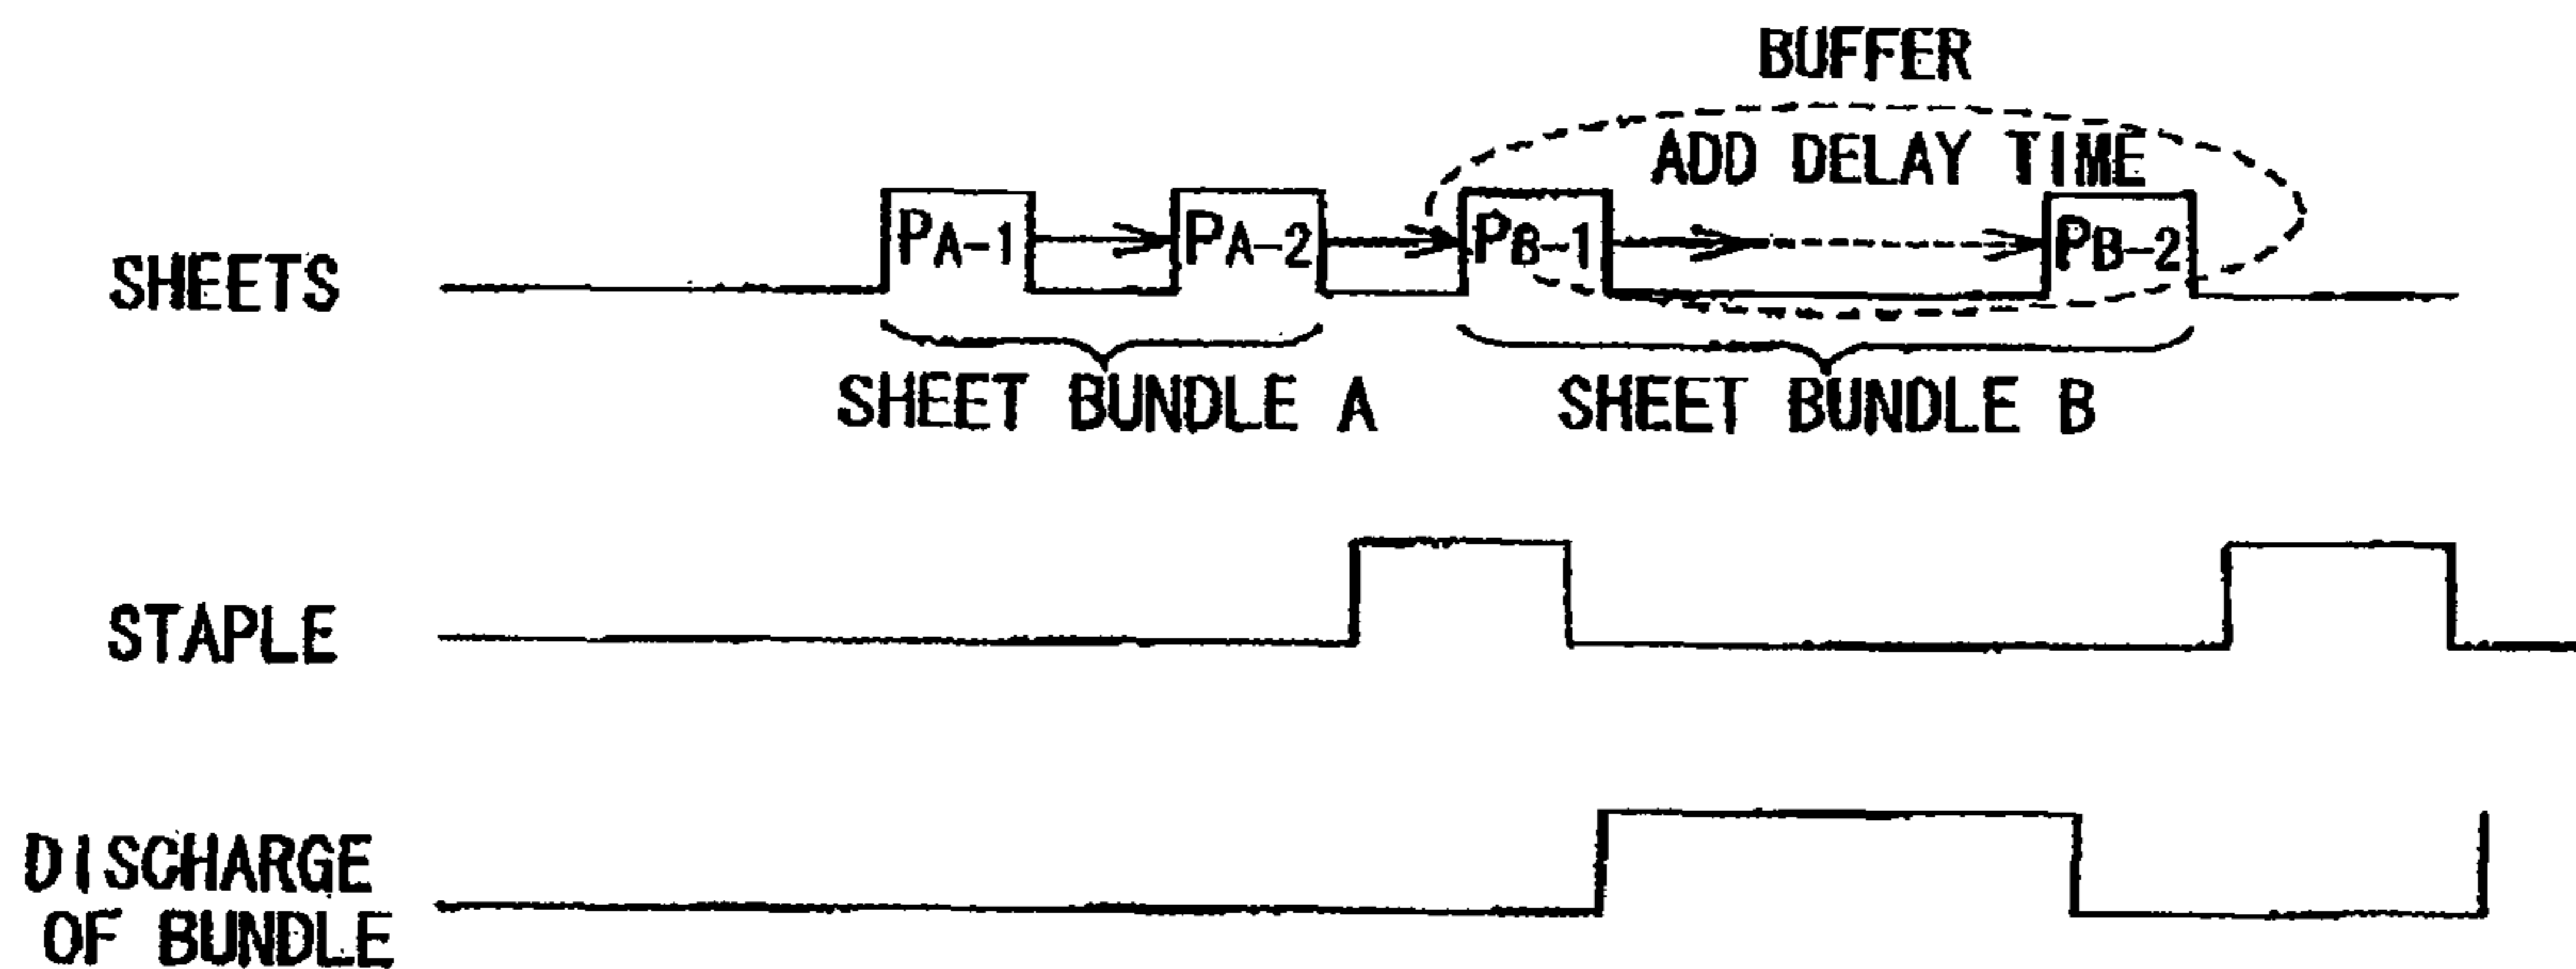 BUFFER
ADD DELAY TIME
SHEETS
PA-1
PA-2
PB-1
PB-2
SHEET BUNDLE A
SHEET BUNDLE B
STAPLE
DISCHARGE
OF BUNDLE